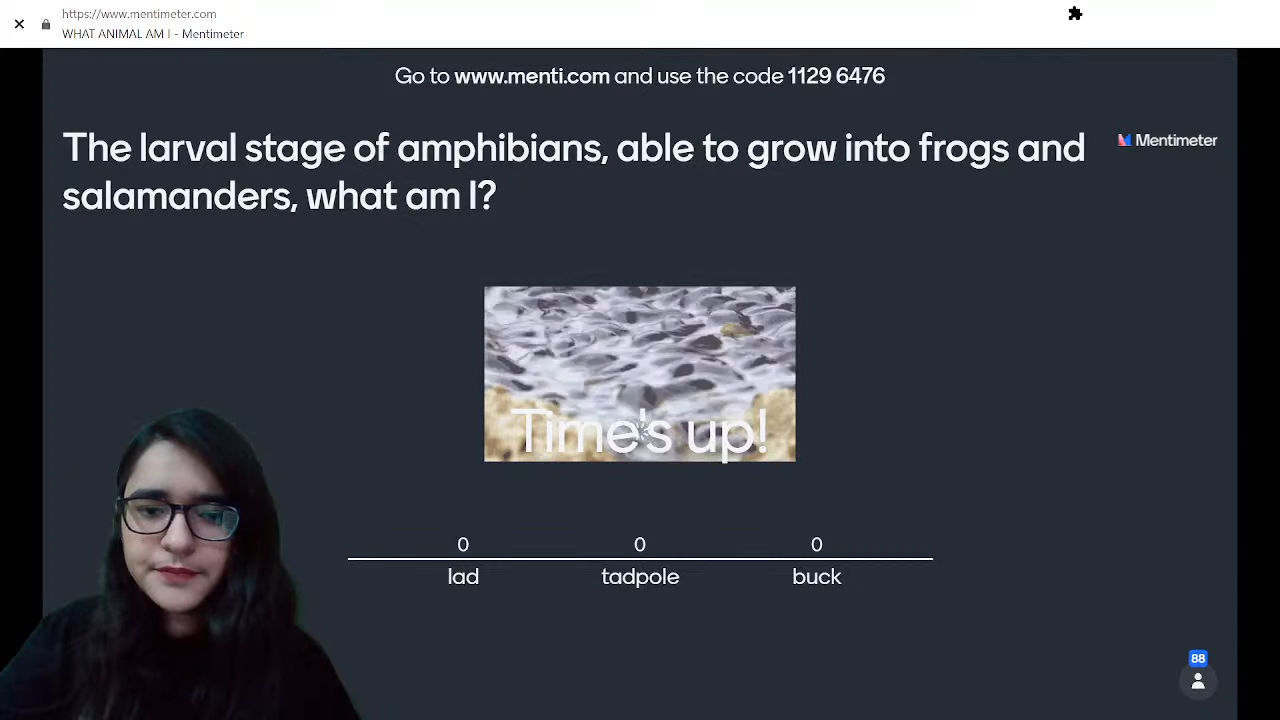 https://www.mentimeter.com
WHAT ANIMAL AM I - Mentimeter
Go to www.menti.com and use the code 1129 6476
The larval stage of amphibians, able to grow into frogs and
salamanders, what am I?
Mentimeter
Time's up!
0 0 0
lad tadpole buck
88